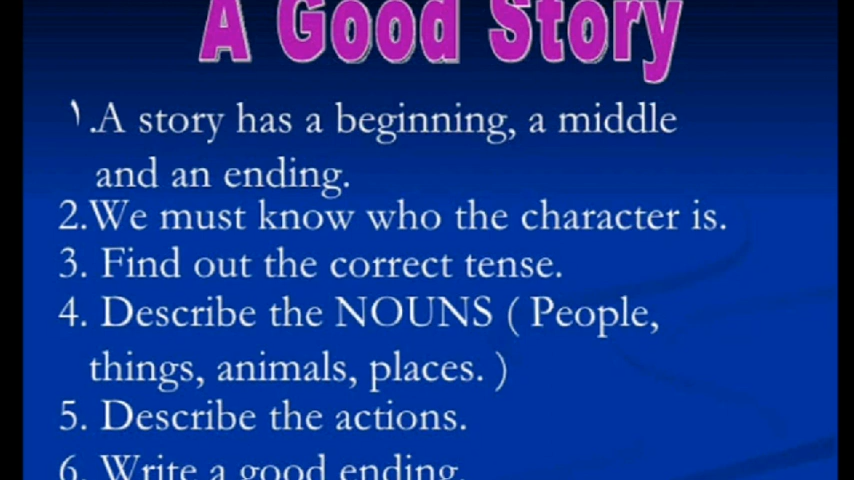 A Good Story
١.A story has a beginning, a middle
and an ending.
2.We must know who the character is.
3. Find out the correct tense.
4. Describe the NOUNS ( People,
things, animals, places. )
5. Describe the actions.
6. Write a good ending.